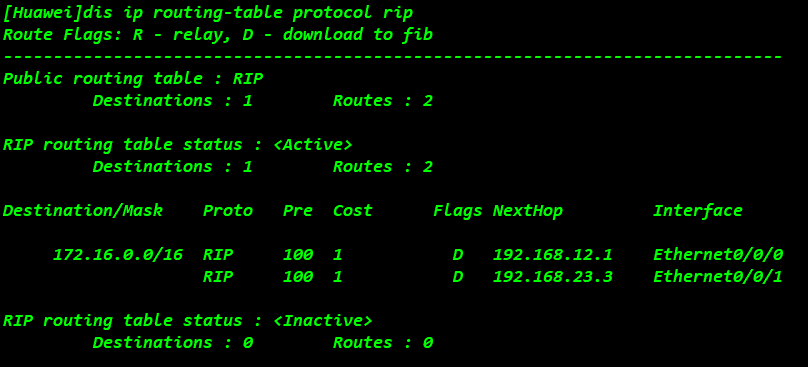 [Huawei]dis ip routing-table protocol rip
Route Flags: R - relay, D - download to fib
------------------------------------------------------------------------------
Public routing table : RIP
         Destinations : 1        Routes : 2

RIP routing table status : <Active>
         Destinations : 1        Routes : 2

Destination/Mask    Proto   Pre  Cost      Flags NextHop         Interface

     172.16.0.0/16  RIP     100  1           D   192.168.12.1    Ethernet0/0/0
                    RIP     100  1           D   192.168.23.3    Ethernet0/0/1

RIP routing table status : <Inactive>
         Destinations : 0        Routes : 0